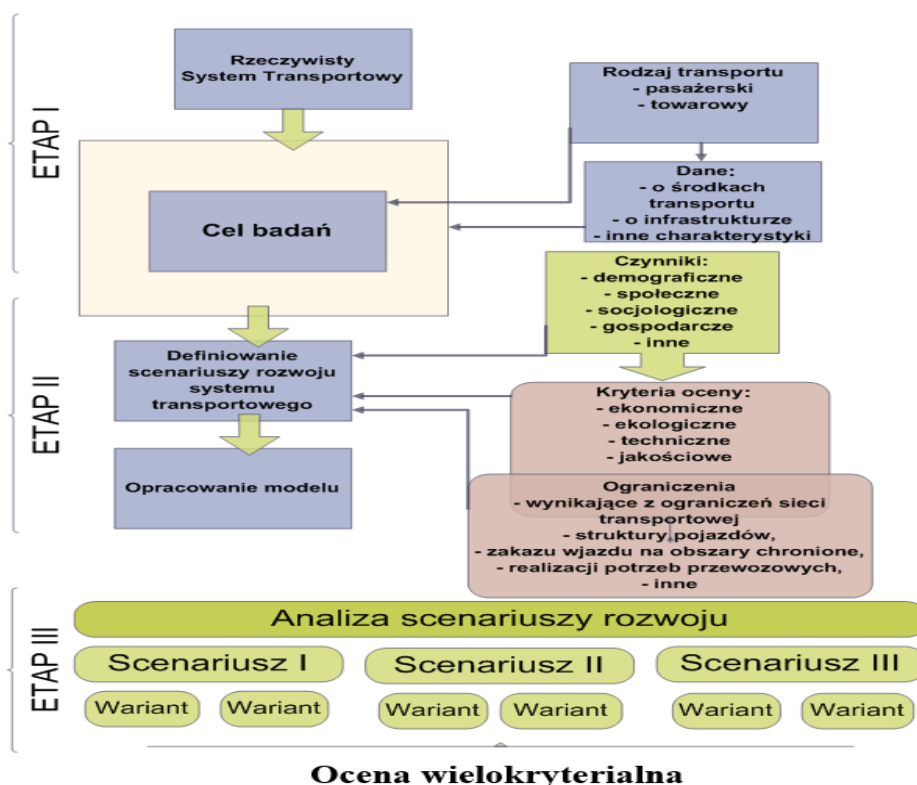 ETAP I
Rzeczywisty
System Transportowy
Rodzaj transportu
- pasażerski
- towarowy
Cel badań
Dane:
- o środkach
transportu
- o infrastrukturze
- inne charakterystyki
Czynniki:
- demograficzne
- społeczne
- socjologiczne
- gospodarcze
- inne
ETAP II
Definiowanie
scenariuszy rozwoju
systemu
transportowego
Kryteria oceny:
- ekonomiczne
- ekologiczne
- techniczne
- jakościowe
Opracowanie modelu
Ograniczenia
- wynikające z ograniczeń sieci
transportowej
- struktury pojazdów,
- zakazu wjazdu na obszary chronione,
- realizacji potrzeb przewozowych,
- inne
ETAP III
Analiza scenariuszy rozwoju
Scenariusz I
Scenariusz II
Scenariusz III
Wariant
Wariant
Wariant
Wariant
Wariant
Wariant
Ocena wielokryterialna